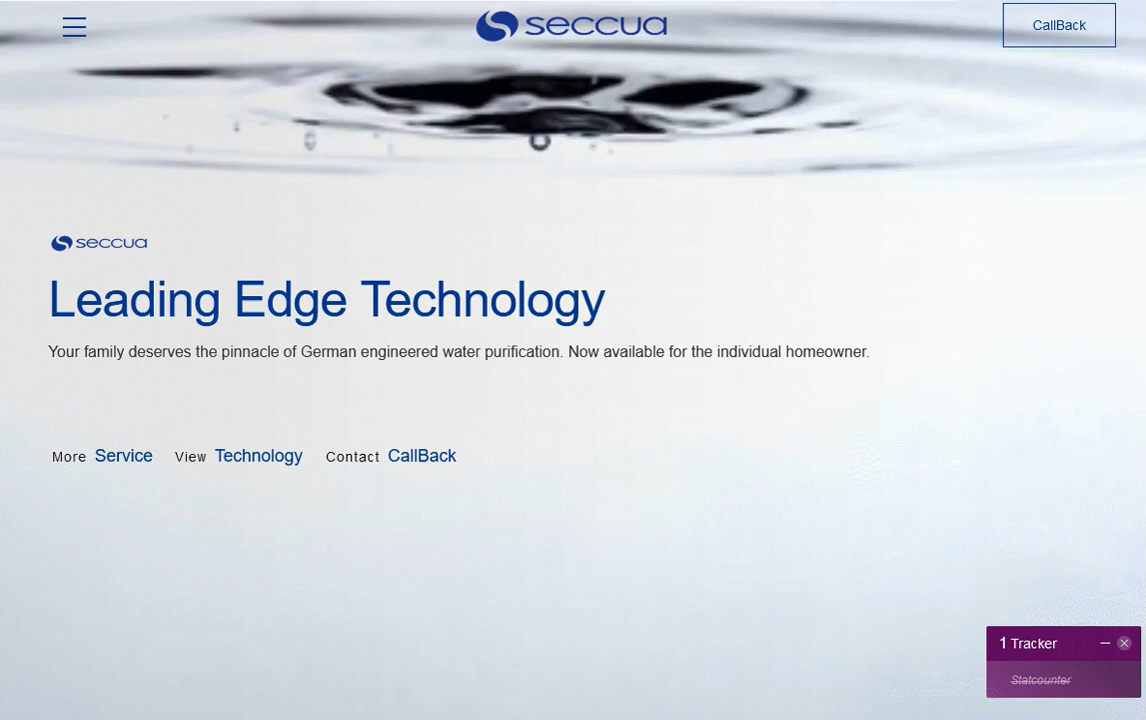 seccua
CallBack
seccua
Leading Edge Technology
Your family deserves the pinnacle of German engineered water purification. Now available for the individual homeowner.
More Service View Technology Contact CallBack
1 Tracker
Statcounter